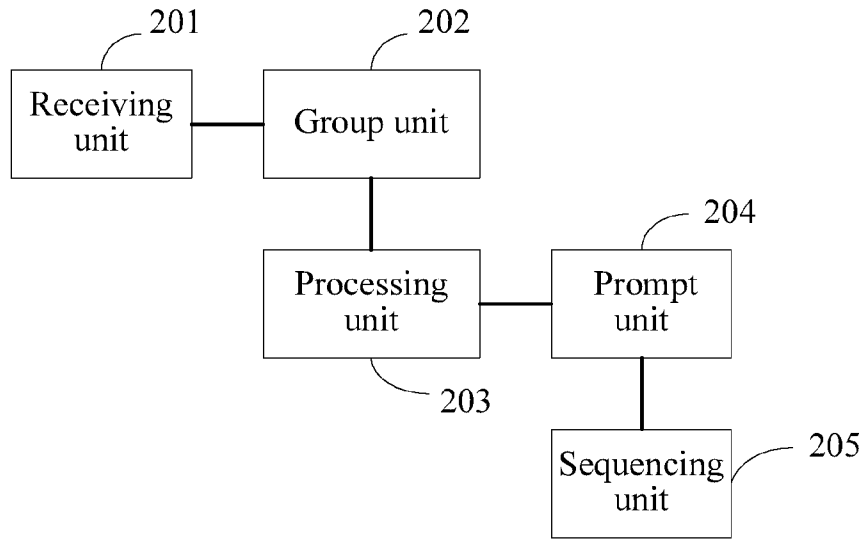 201
202
Receiving
unit
Group unit
204
Processing
unit
Prompt
unit
203
Sequencing
unit
205